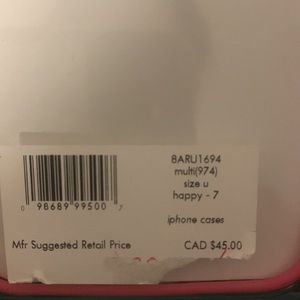 8ARU1694
multi(974)
size u
happy - 7
0 98689 99500 7
iphone cases
Mfr Suggested Retail Price CAD $45.00